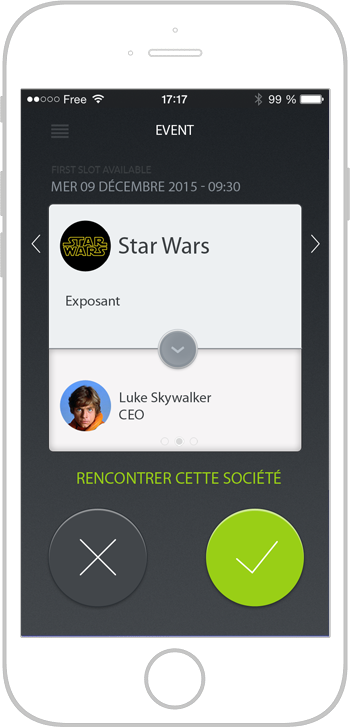 Free 17:17 99 %
EVENT
FIRST SLOT AVAILABLE
MER 09 DÉCEMBRE 2015 - 09:30
STAR
WARS
Star Wars
Exposant
Luke Skywalker
CEO
RENCONTRER CETTE SOCIÉTÉ